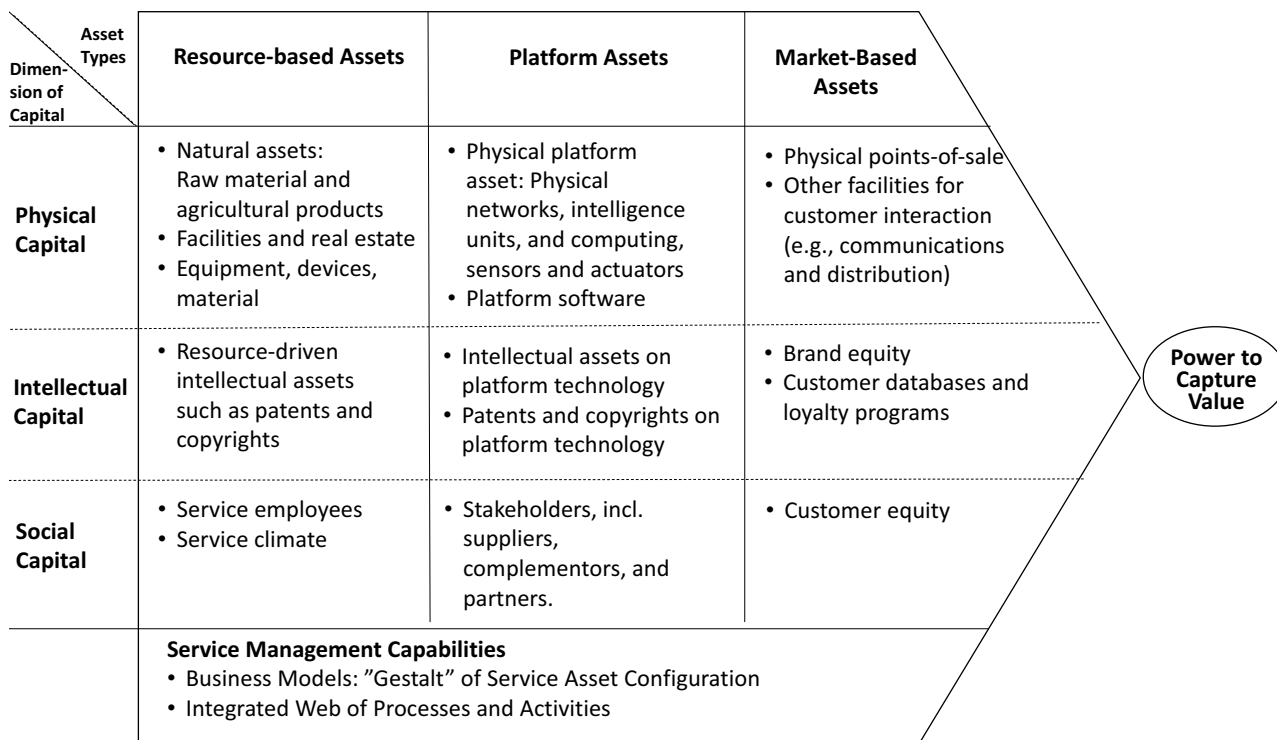 Asset
Types
Dimen-
sion of
Capital
Resource-based Assets
Platform Assets
Market-Based
Assets
Physical
Capital
• Natural assets:
Raw material and
agricultural products
• Facilities and real estate
• Equipment, devices,
material
• Physical platform
asset: Physical
networks, intelligence
units, and computing,
sensors and actuators
• Platform software
• Physical points-of-sale
• Other facilities for
customer interaction
(e.g., communications
and distribution)
Intellectual
Capital
• Resource-driven
intellectual assets
such as patents and
copyrights
• Intellectual assets on
platform technology
• Patents and copyrights on
platform technology
• Brand equity
• Customer databases and
loyalty programs
Social
Capital
• Service employees
• Service climate
• Stakeholders, incl.
suppliers,
complementors, and
partners.
• Customer equity
Service Management Capabilities
• Business Models: ”Gestalt” of Service Asset Configuration
• Integrated Web of Processes and Activities
Power to
Capture
Value